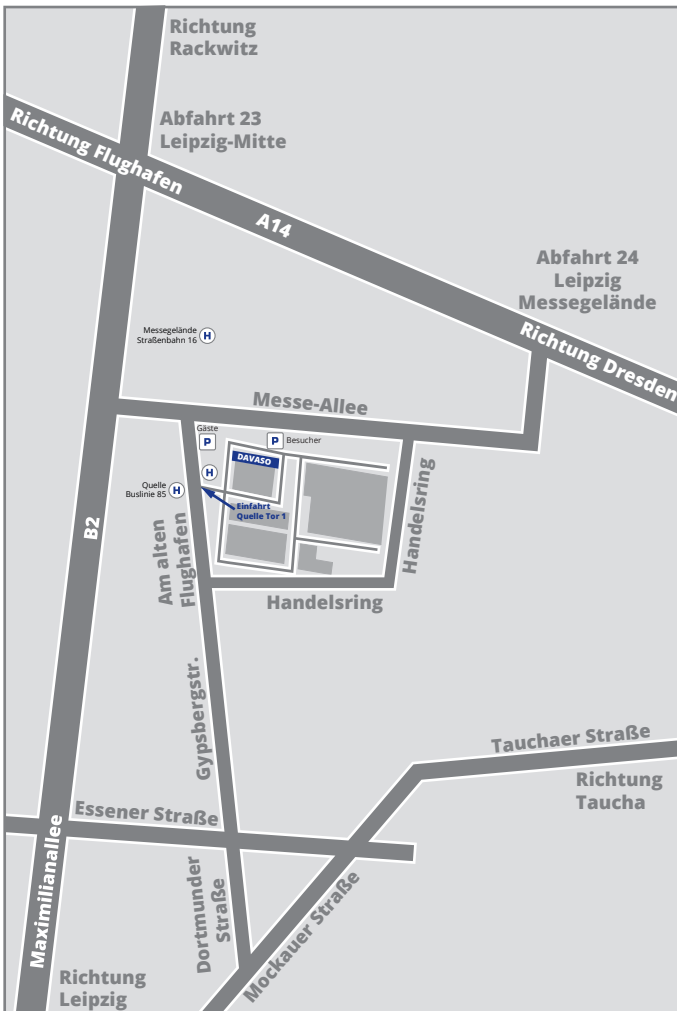 Richtung
Rackwitz
Abfahrt 23
Leipzig-Mitte
Richtung Flughafen
A14
Abfahrt 24
Leipzig
Messegelände
Richtung Dresden
Messegelände
Straßenbahn 16
H
Messe-Allee
Gäste
P
P
Besucher
DAVASO
H
Quelle
Buslinie 85
H
Einfahrt
Quelle Tor 1
B2
Am alten
Flughafen
Handelsring
Handelsring
Gypsbergstr.
Tauchaer Straße
Richtung
Taucha
Essener Straße
Maximilianallee
Dortmunder
Straße
Mockauer Straße
Richtung
Leipzig